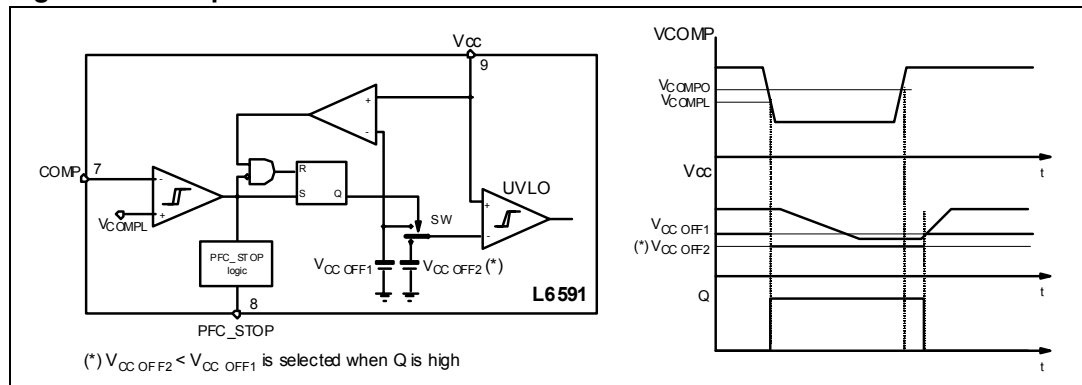 Vcc
9
COMP
7
-
+
VCOMPL
+
-
R
S
Q
SW
UVLO
+
-
PFC_STOP
logic
VCC OFF1
VCC OFF2 (*)
8
PFC_STOP
L6591
(*) VCC OFF2 < VCC OFF1 is selected when Q is high
VCOMP
VCOMPO
VCOMPL
t
Vcc
VCC OFF1
(*) VCC OFF2
t
Q
t